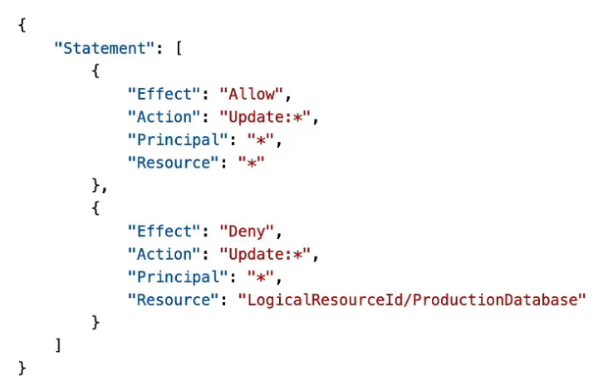 {
    "Statement": [
        {
            "Effect": "Allow",
            "Action": "Update:*",
            "Principal": "*",
            "Resource": "*"
        },
        {
            "Effect": "Deny",
            "Action": "Update:*",
            "Principal": "*",
            "Resource": "LogicalResourceId/ProductionDatabase"
        }
    ]
}